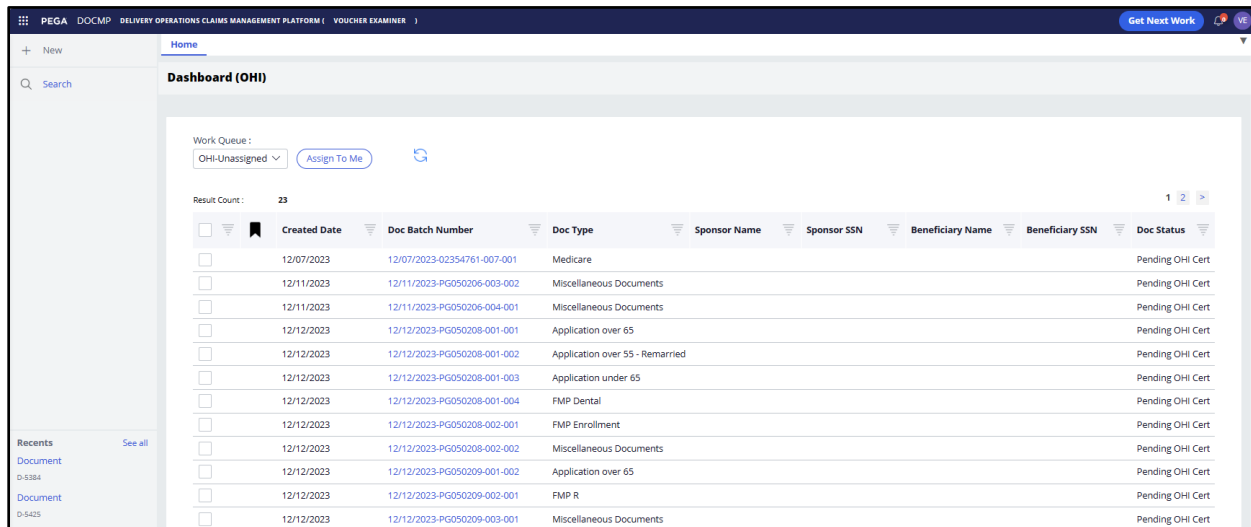 PEGA DOCMP DELIVERY OPERATIONS CLAIMS MANAGEMENT PLATFORM ( VOUCHER EXAMINER ) Get Next Work VE
+ New
Search
Home
Dashboard (OHI)
Work Queue :
OHI-Unassigned Assign To Me
Result Count : 23 1 2 >
Created Date Doc Batch Number Doc Type Sponsor Name Sponsor SSN Beneficiary Name Beneficiary SSN Doc Status
12/07/2023 12/07/2023-02354761-007-001 Medicare Pending OHI Cert
12/11/2023 12/11/2023-PG050206-003-002 Miscellaneous Documents Pending OHI Cert
12/11/2023 12/11/2023-PG050206-004-001 Miscellaneous Documents Pending OHI Cert
12/12/2023 12/12/2023-PG050208-001-001 Application over 65 Pending OHI Cert
12/12/2023 12/12/2023-PG050208-001-002 Application over 55 - Remarried Pending OHI Cert
12/12/2023 12/12/2023-PG050208-001-003 Application under 65 Pending OHI Cert
12/12/2023 12/12/2023-PG050208-001-004 FMP Dental Pending OHI Cert
12/12/2023 12/12/2023-PG050208-002-001 FMP Enrollment Pending OHI Cert
12/12/2023 12/12/2023-PG050208-002-002 Miscellaneous Documents Pending OHI Cert
12/12/2023 12/12/2023-PG050209-001-002 Application over 65 Pending OHI Cert
12/12/2023 12/12/2023-PG050209-002-001 FMP R Pending OHI Cert
12/12/2023 12/12/2023-PG050209-003-001 Miscellaneous Documents Pending OHI Cert
Recents See all
Document
D-5384
Document
D-5425